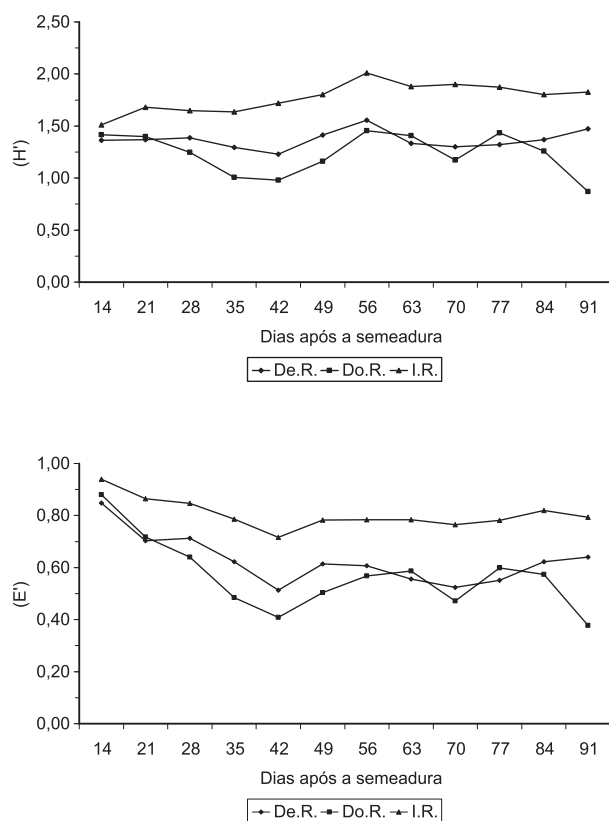 2,50
2,00
1,50
1,00
0,50
0,00
(H')
14 21 28 35 42 49 56 63 70 77 84 91
Dias após a semeadura
De.R. Do.R. I.R.
1,00
0,80
0,60
0,40
0,20
0,00
(E')
14 21 28 35 42 49 56 63 70 77 84 91
Dias após a semeadura
De.R. Do.R. I.R.